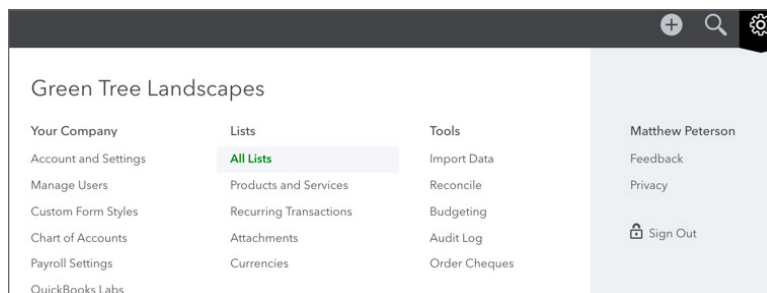 Green Tree Landscapes
Your Company
Account and Settings
Manage Users
Custom Form Styles
Chart of Accounts
Payroll Settings
QuickBooks Labs
Lists
All Lists
Products and Services
Recurring Transactions
Attachments
Currencies
Tools
Import Data
Reconcile
Budgeting
Audit Log
Order Cheques
Matthew Peterson
Feedback
Privacy
Sign Out